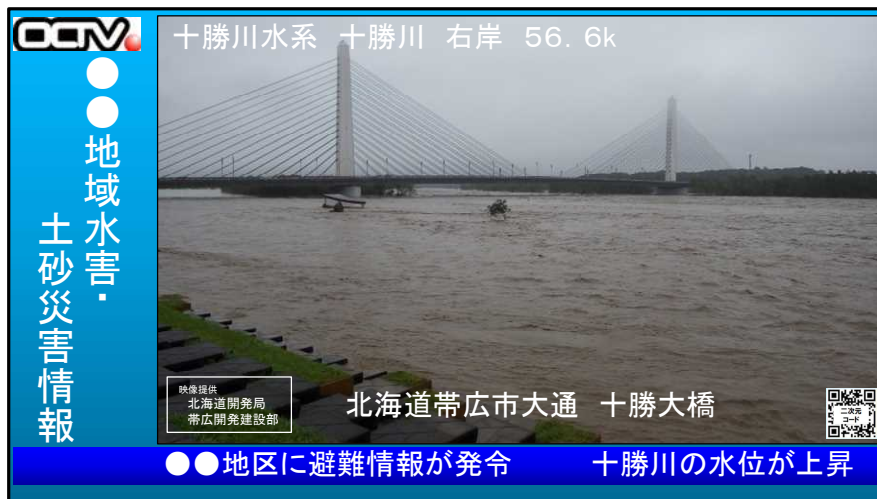 OCTV
●●地域水害・
土砂災害情報
十勝川水系 十勝川 右岸 56.6k
映像提供
北海道開発局
帯広開発建設部
北海道帯広市大通 十勝大橋
二次元
コード
●●地区に避難情報が発令 十勝川の水位が上昇